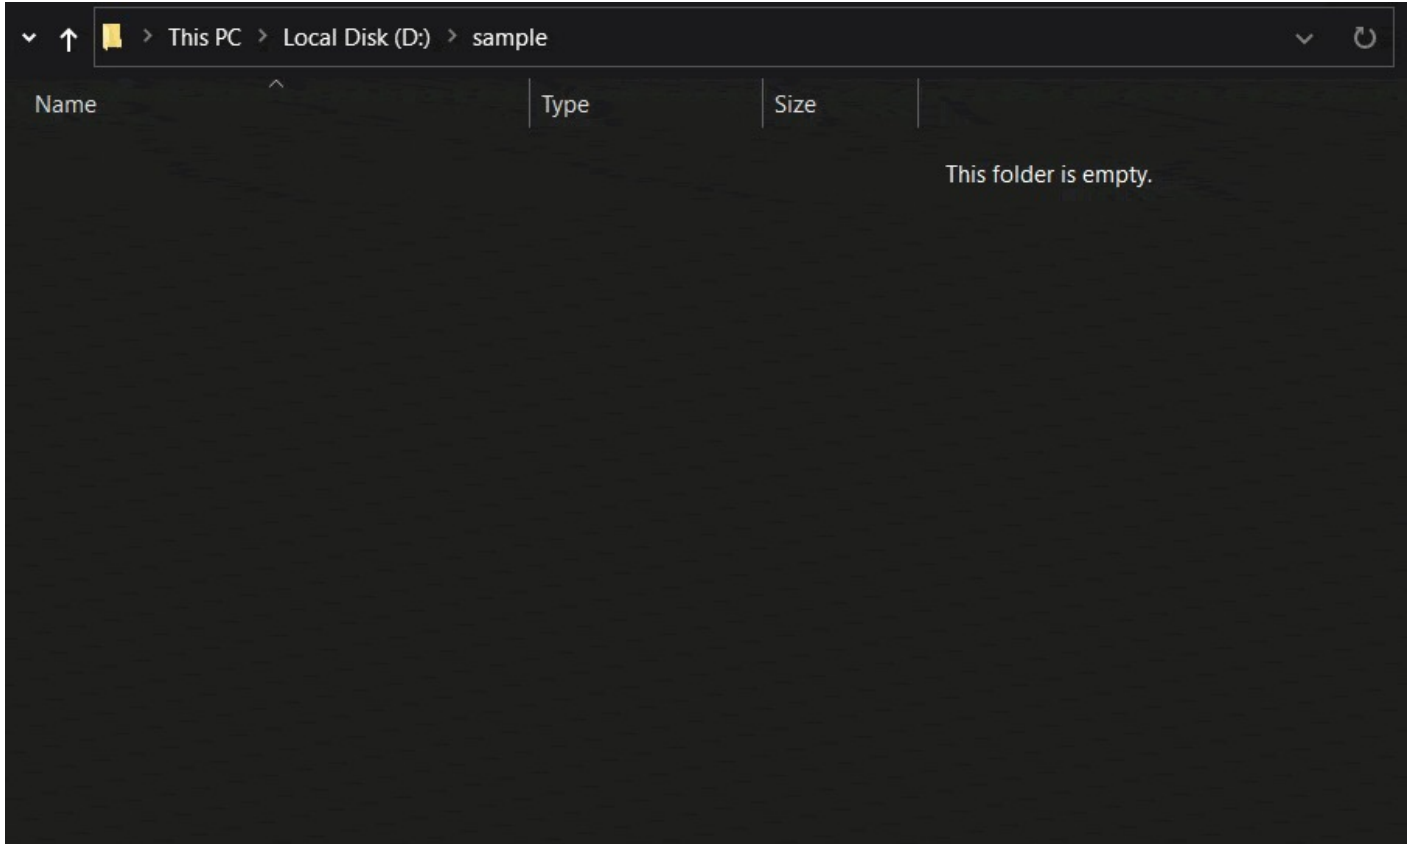 This PC > Local Disk (D:) > sample
Name Type Size
This folder is empty.